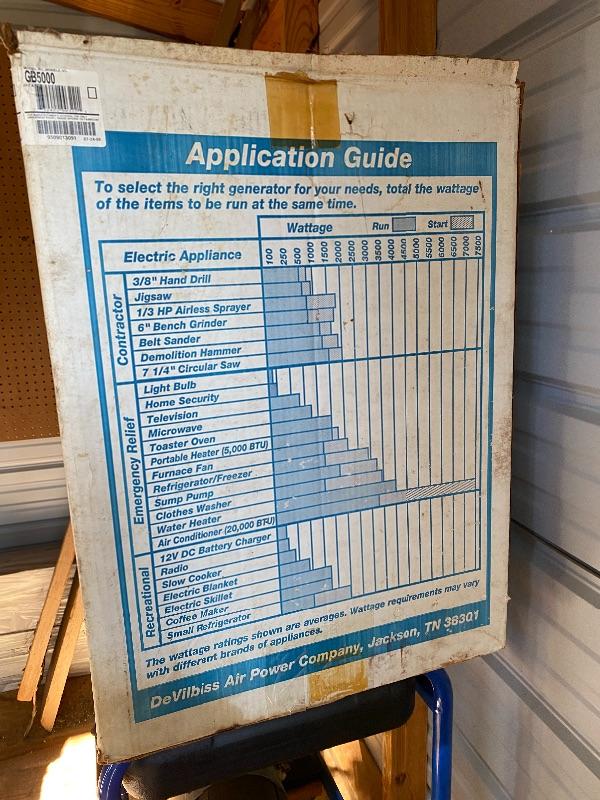 GB5000
9309013091 07-24-98
Application Guide
To select the right generator for your needs, total the wattage
of the items to be run at the same time.
Wattage Run Start
Electric Appliance 100 250 500 1000 1500 2000 2500 3000 3500 4000 4500 5000 5500 6000 6500 7000 7500
Contractor
3/8" Hand Drill
Jigsaw
1/3 HP Airless Sprayer
6" Bench Grinder
Belt Sander
Demolition Hammer
7 1/4" Circular Saw
Emergency Relief
Light Bulb
Home Security
Television
Microwave
Toaster Oven
Portable Heater (5,000 BTU)
Furnace Fan
Refrigerator/Freezer
Sump Pump
Clothes Washer
Water Heater
Air Conditioner (20,000 BTU)
Recreational
12V DC Battery Charger
Radio
Slow Cooker
Electric Blanket
Electric Skillet
Coffee Maker
Small Refrigerator
The wattage ratings shown are averages. Wattage requirements may vary
with different brands of appliances.
DeVilbiss Air Power Company, Jackson, TN 38301